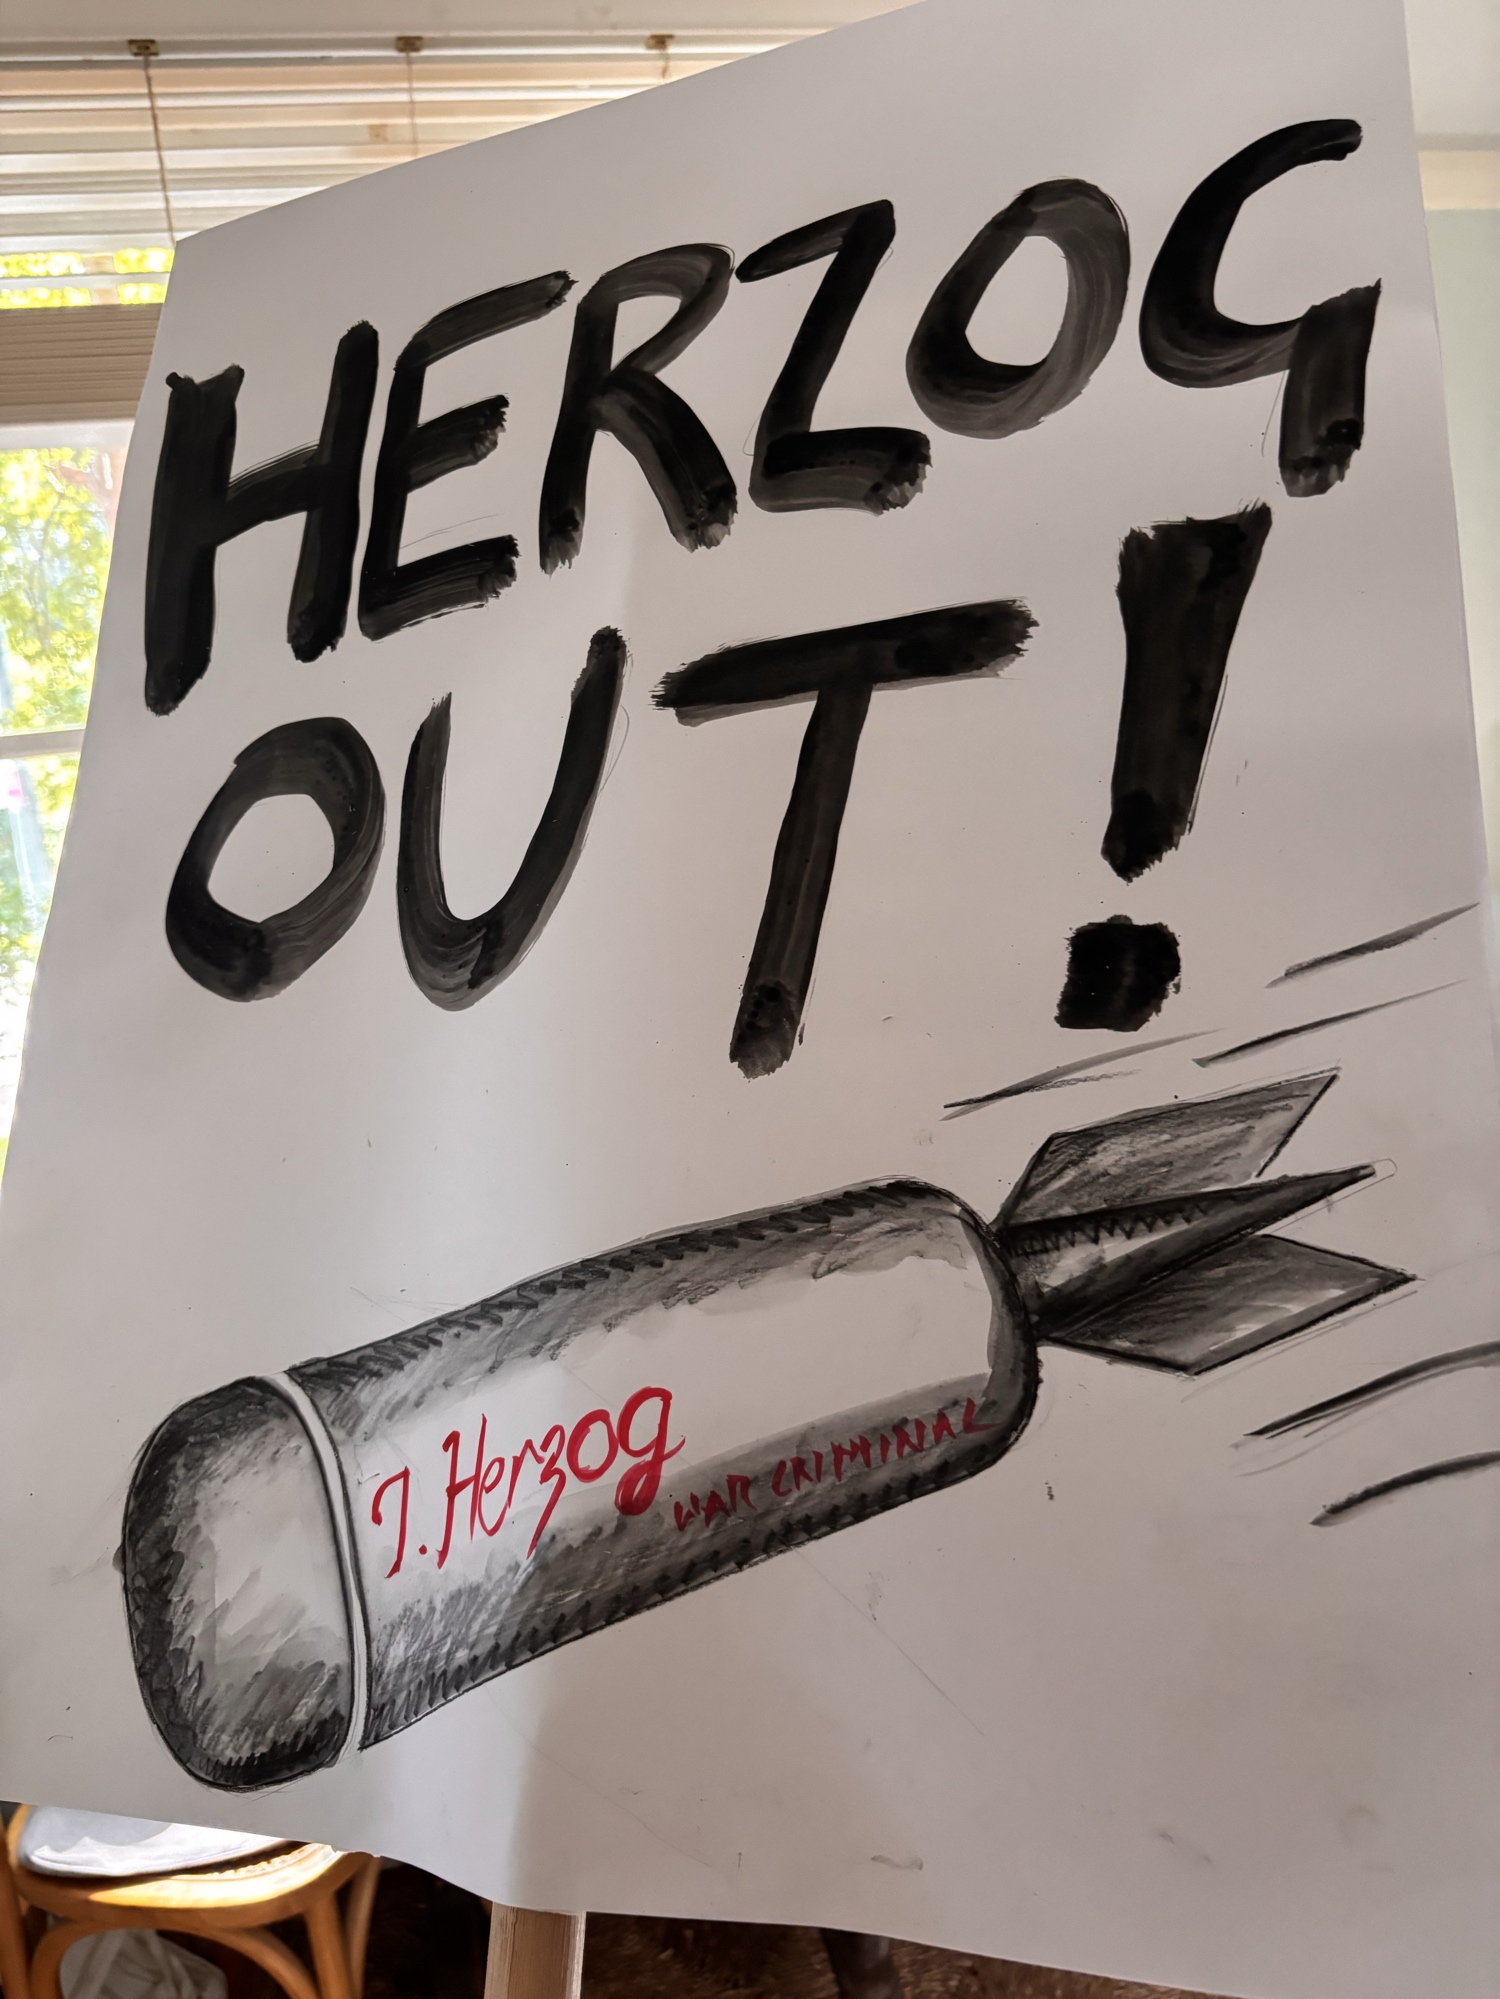 HERZOG
OUT!
I. Herzog
WAR CRIMINAL